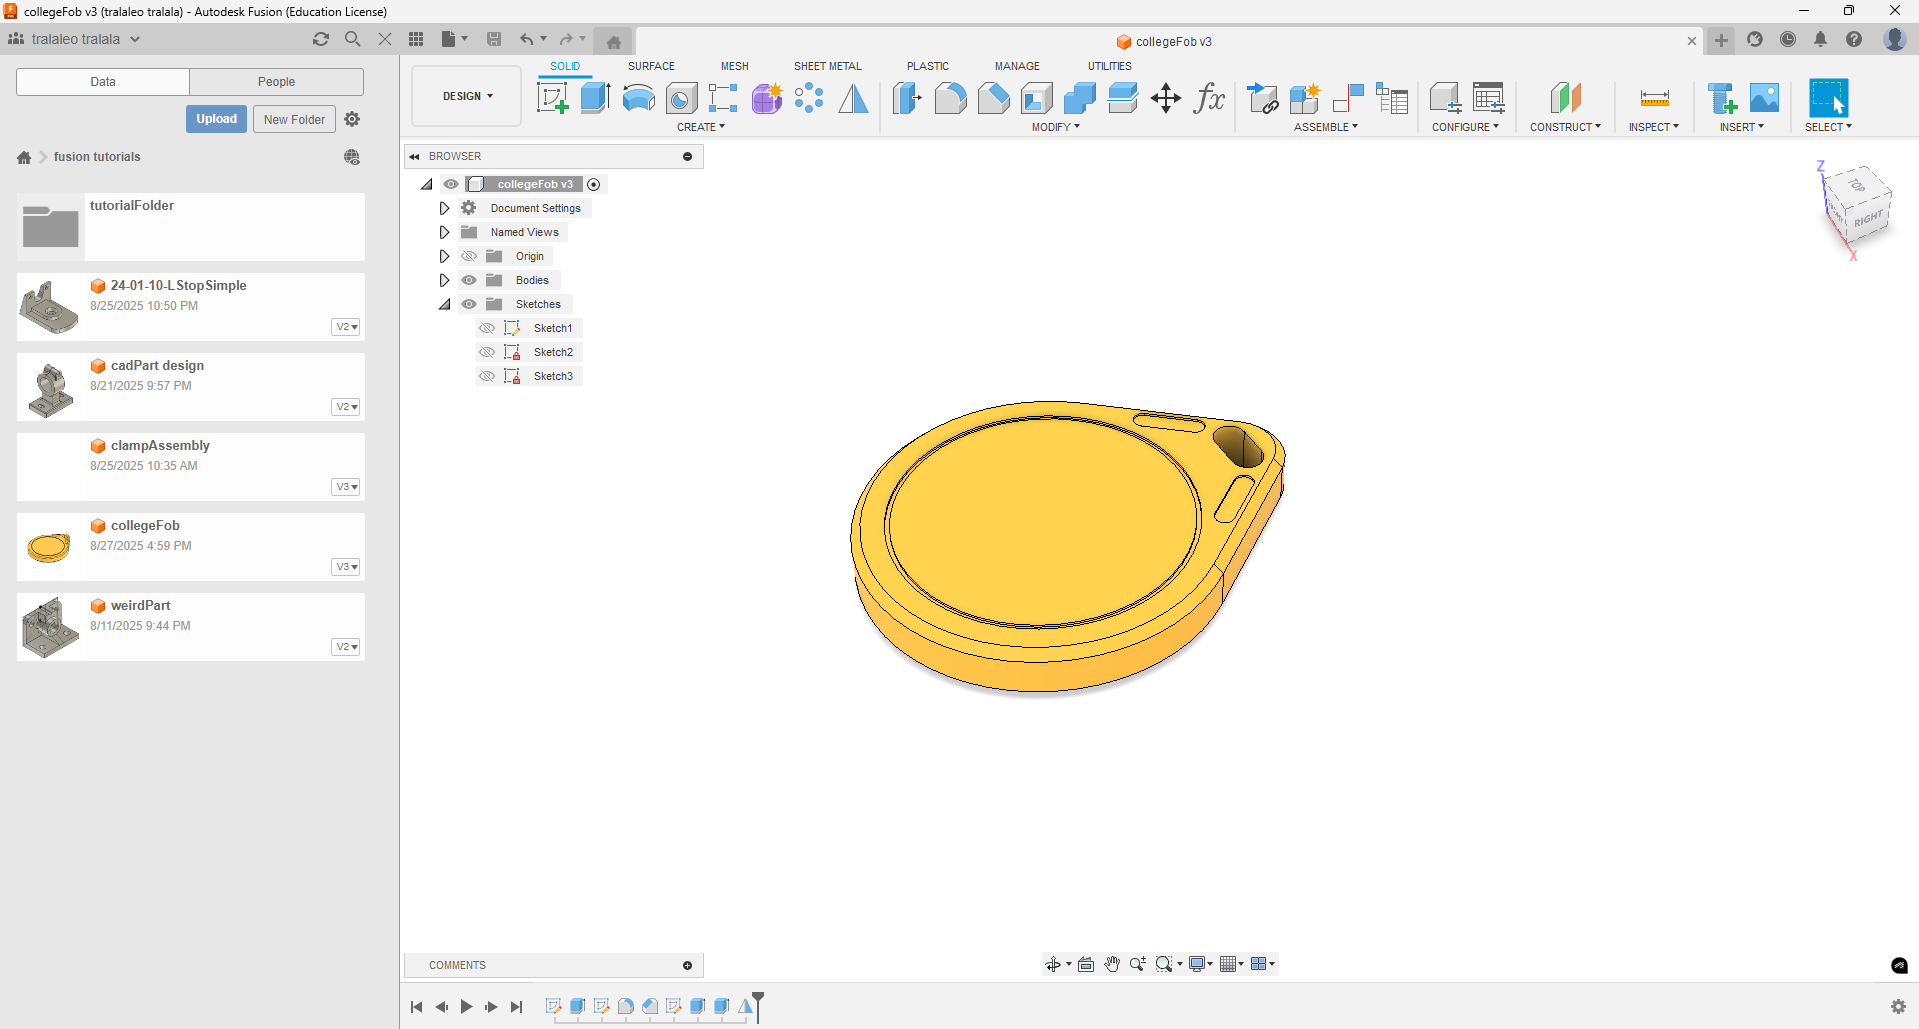 collegeFob v3 (tralaleo tralala) - Autodesk Fusion (Education License)
tralaleo tralala
collegeFob v3
Data
People
Upload
New Folder
fusion tutorials
tutorialFolder
24-01-10-LStopSimple
8/25/2025 10:50 PM
V2
cadPart design
8/21/2025 9:57 PM
V2
clampAssembly
8/25/2025 10:35 AM
V3
collegeFob
8/27/2025 4:59 PM
V3
weirdPart
8/11/2025 9:44 PM
V2
DESIGN
SOLID
SURFACE
MESH
SHEET METAL
PLASTIC
MANAGE
UTILITIES
fx
CREATE
MODIFY
ASSEMBLE
CONFIGURE
CONSTRUCT
INSPECT
INSERT
SELECT
BROWSER
collegeFob v3
Document Settings
Named Views
Origin
Bodies
Sketches
Sketch1
Sketch2
Sketch3
Z
TOP
RIGHT
X
COMMENTS